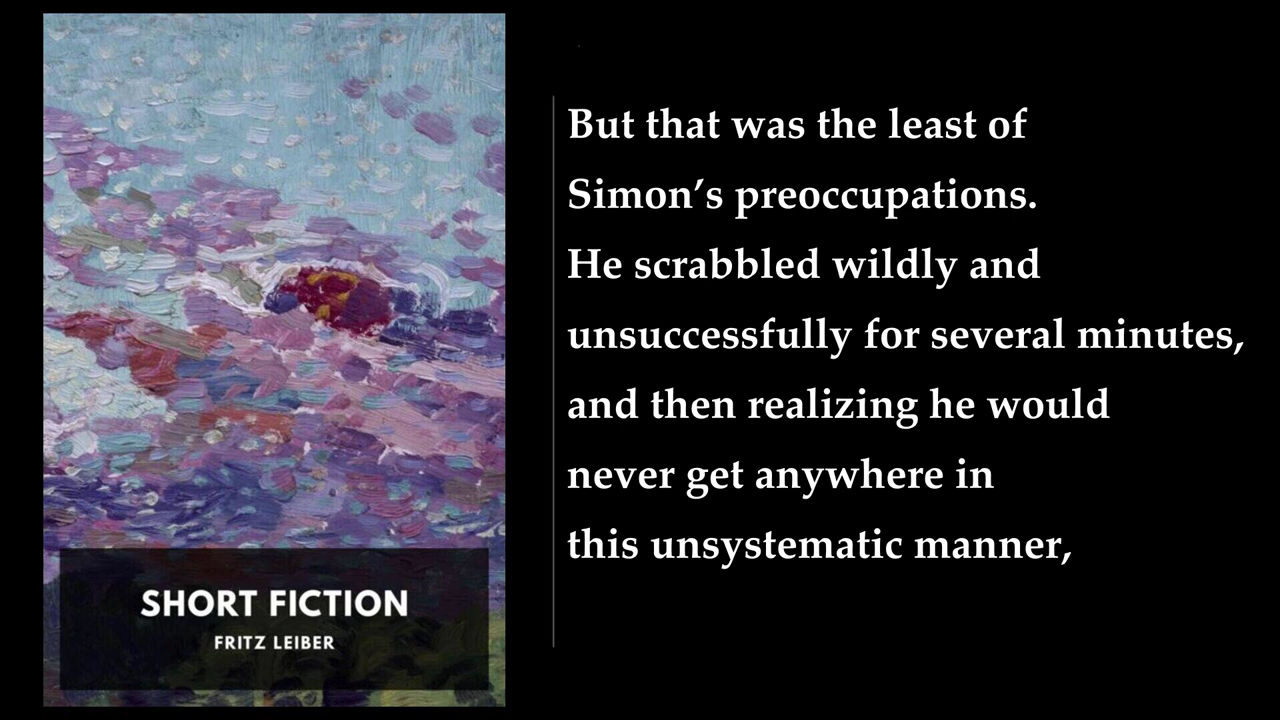 But that was the least of
Simon’s preoccupations.
He scrabbled wildly and
unsuccessfully for several minutes,
and then realizing he would
never get anywhere in
this unsystematic manner,
SHORT FICTION
FRITZ LEIBER